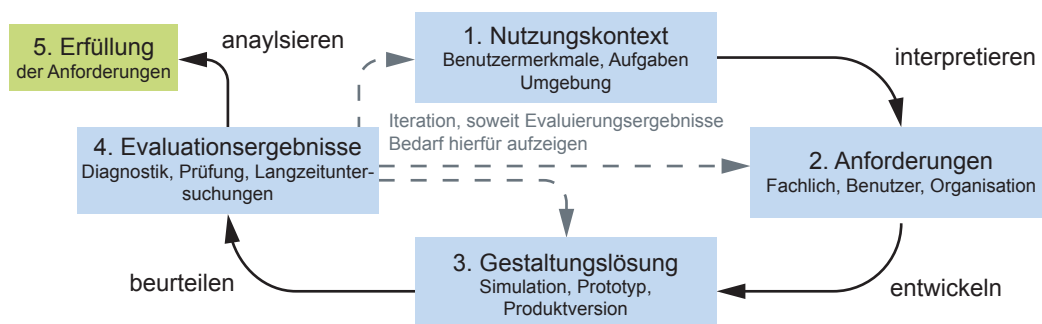 5. Erfüllung
der Anforderungen
anaylsieren
1. Nutzungskontext
Benutzermerkmale, Aufgaben
Umgebung
interpretieren
Iteration, soweit Evaluierungsergebnisse
Bedarf hierfür aufzeigen
4. Evaluationsergebnisse
Diagnostik, Prüfung, Langzeitunter-
suchungen
2. Anforderungen
Fachlich, Benutzer, Organisation
beurteilen
3. Gestaltungslösung
Simulation, Prototyp,
Produktversion
entwickeln